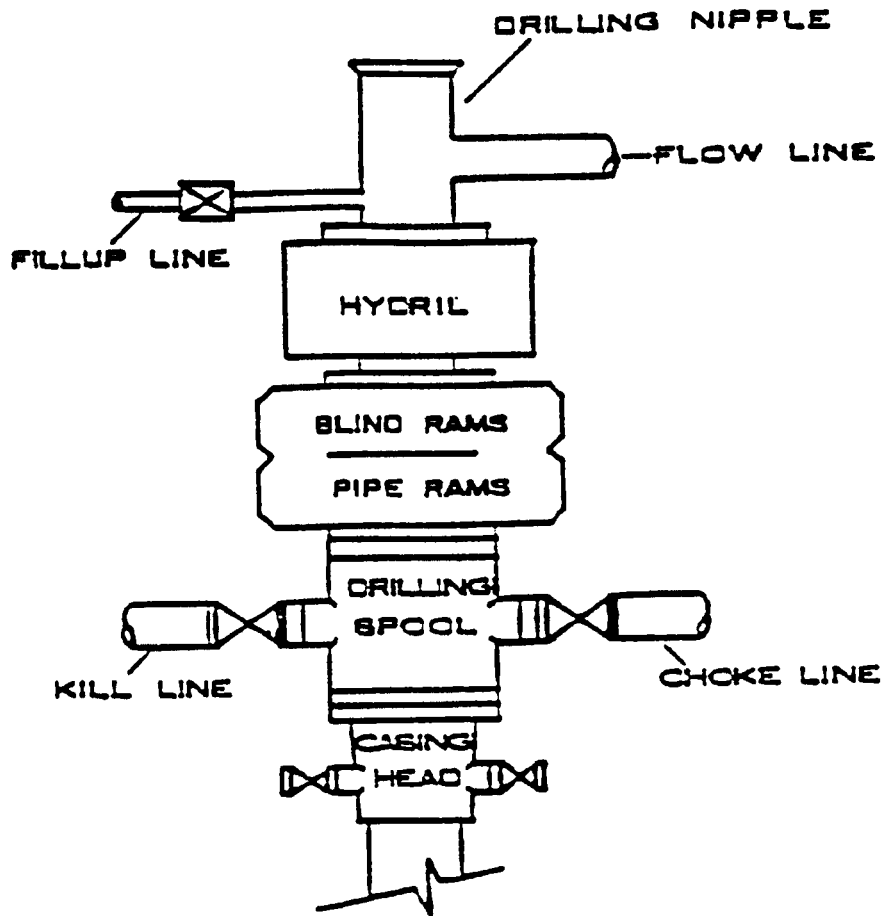 DRILLING NIPPLE
FLOW LINE
FILLUP LINE
HYDRIL
BLIND RAMS
PIPE RAMS
DRILLING
SPOOL
KILL LINE
CHOKE LINE
CASING
HEAD